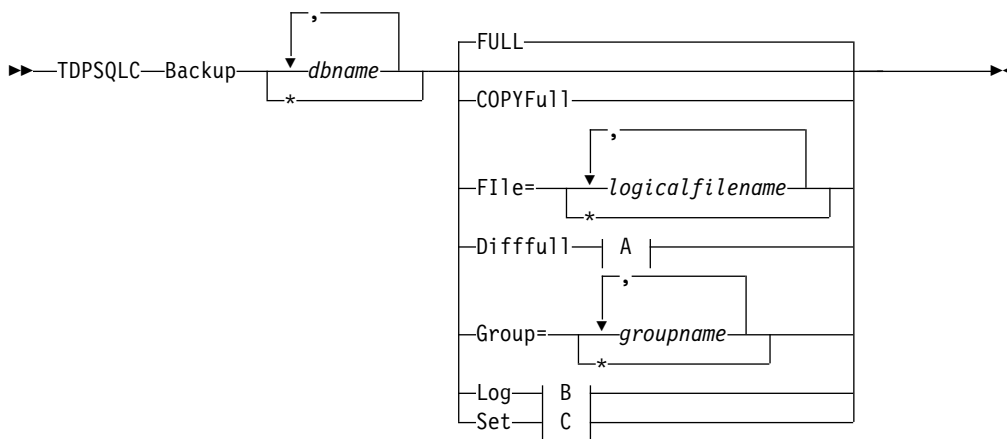 ,
FULL
TDPSQLC Backup dbname
*
COPYFull
,
FIle= logicalfilename
*
Difffull A
,
Group= groupname
*
Log B
Set C